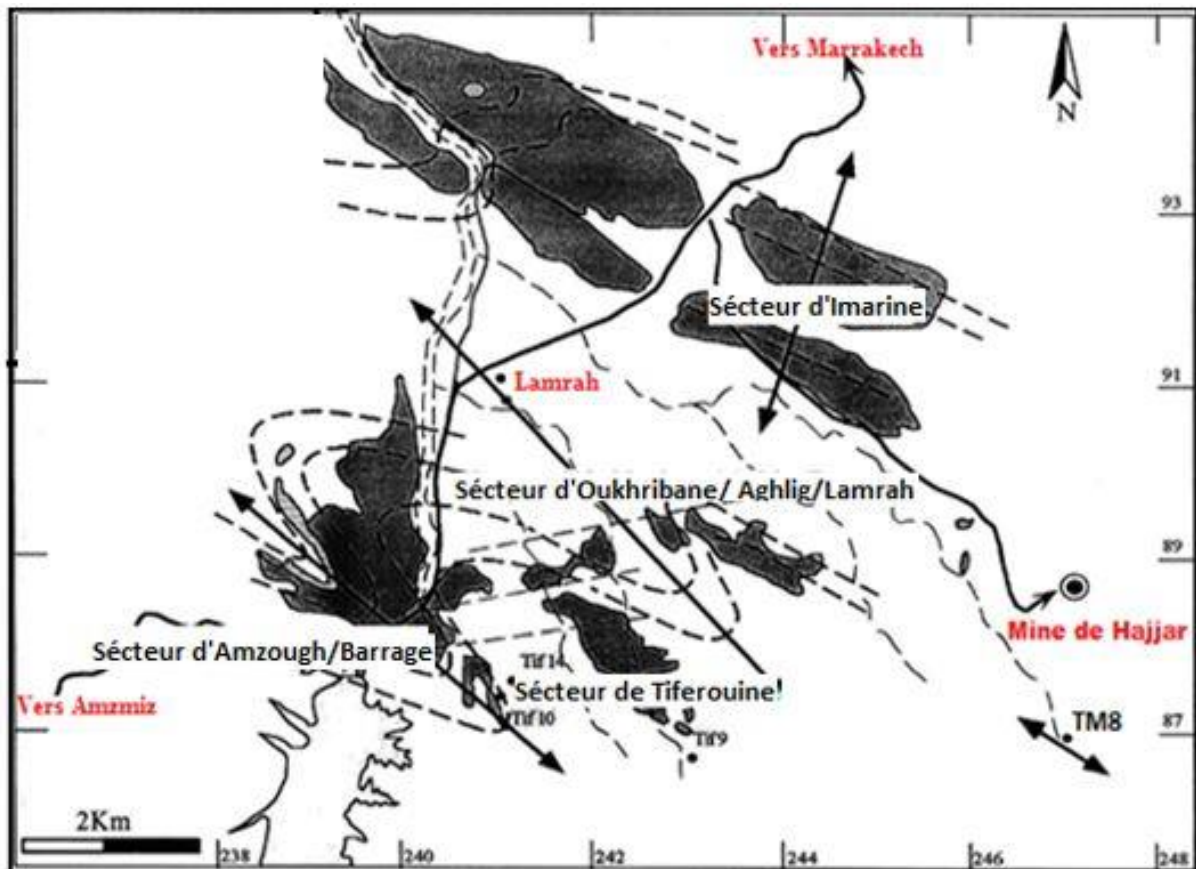 Vers Marrakech
N
93
Sécteur d'Imarine
Lamrah
91
Sécteur d'Oukhribane/ Aghlig/Lamrah
89
Mine de Hajjar
Sécteur d'Amzough/Barrage
Tif14
Sécteur de Tiferouine
Vers Amzmiz
Tif10
TM8
87
Tif9
2Km
238
240
242
244
246
248